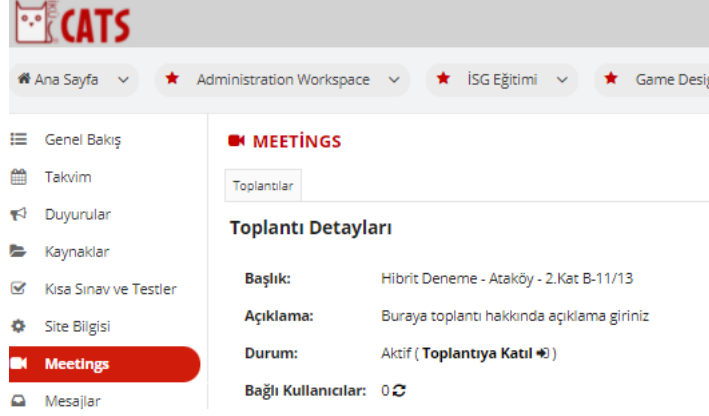 CATS
Ana Sayfa
Administration Workspace
İSG Eğitimi
Game Desig
Genel Bakış
Takvim
Duyurular
Kaynaklar
Kısa Sınav ve Testler
Site Bilgisi
Meetings
Mesajlar
MEETİNGS
Toplantılar
Toplantı Detayları
Başlık: Hibrit Deneme - Ataköy - 2.Kat B-11/13
Açıklama: Buraya toplantı hakkında açıklama giriniz
Durum: Aktif ( Toplantıya Katıl )
Bağlı Kullanıcılar: 0